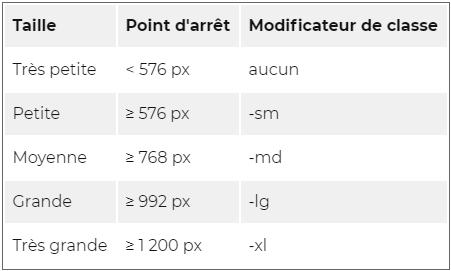 Taille Point d'arrêt Modificateur de classe
Très petite < 576 px aucun
Petite ≥ 576 px -sm
Moyenne ≥ 768 px -md
Grande ≥ 992 px -lg
Très grande ≥ 1 200 px -xl